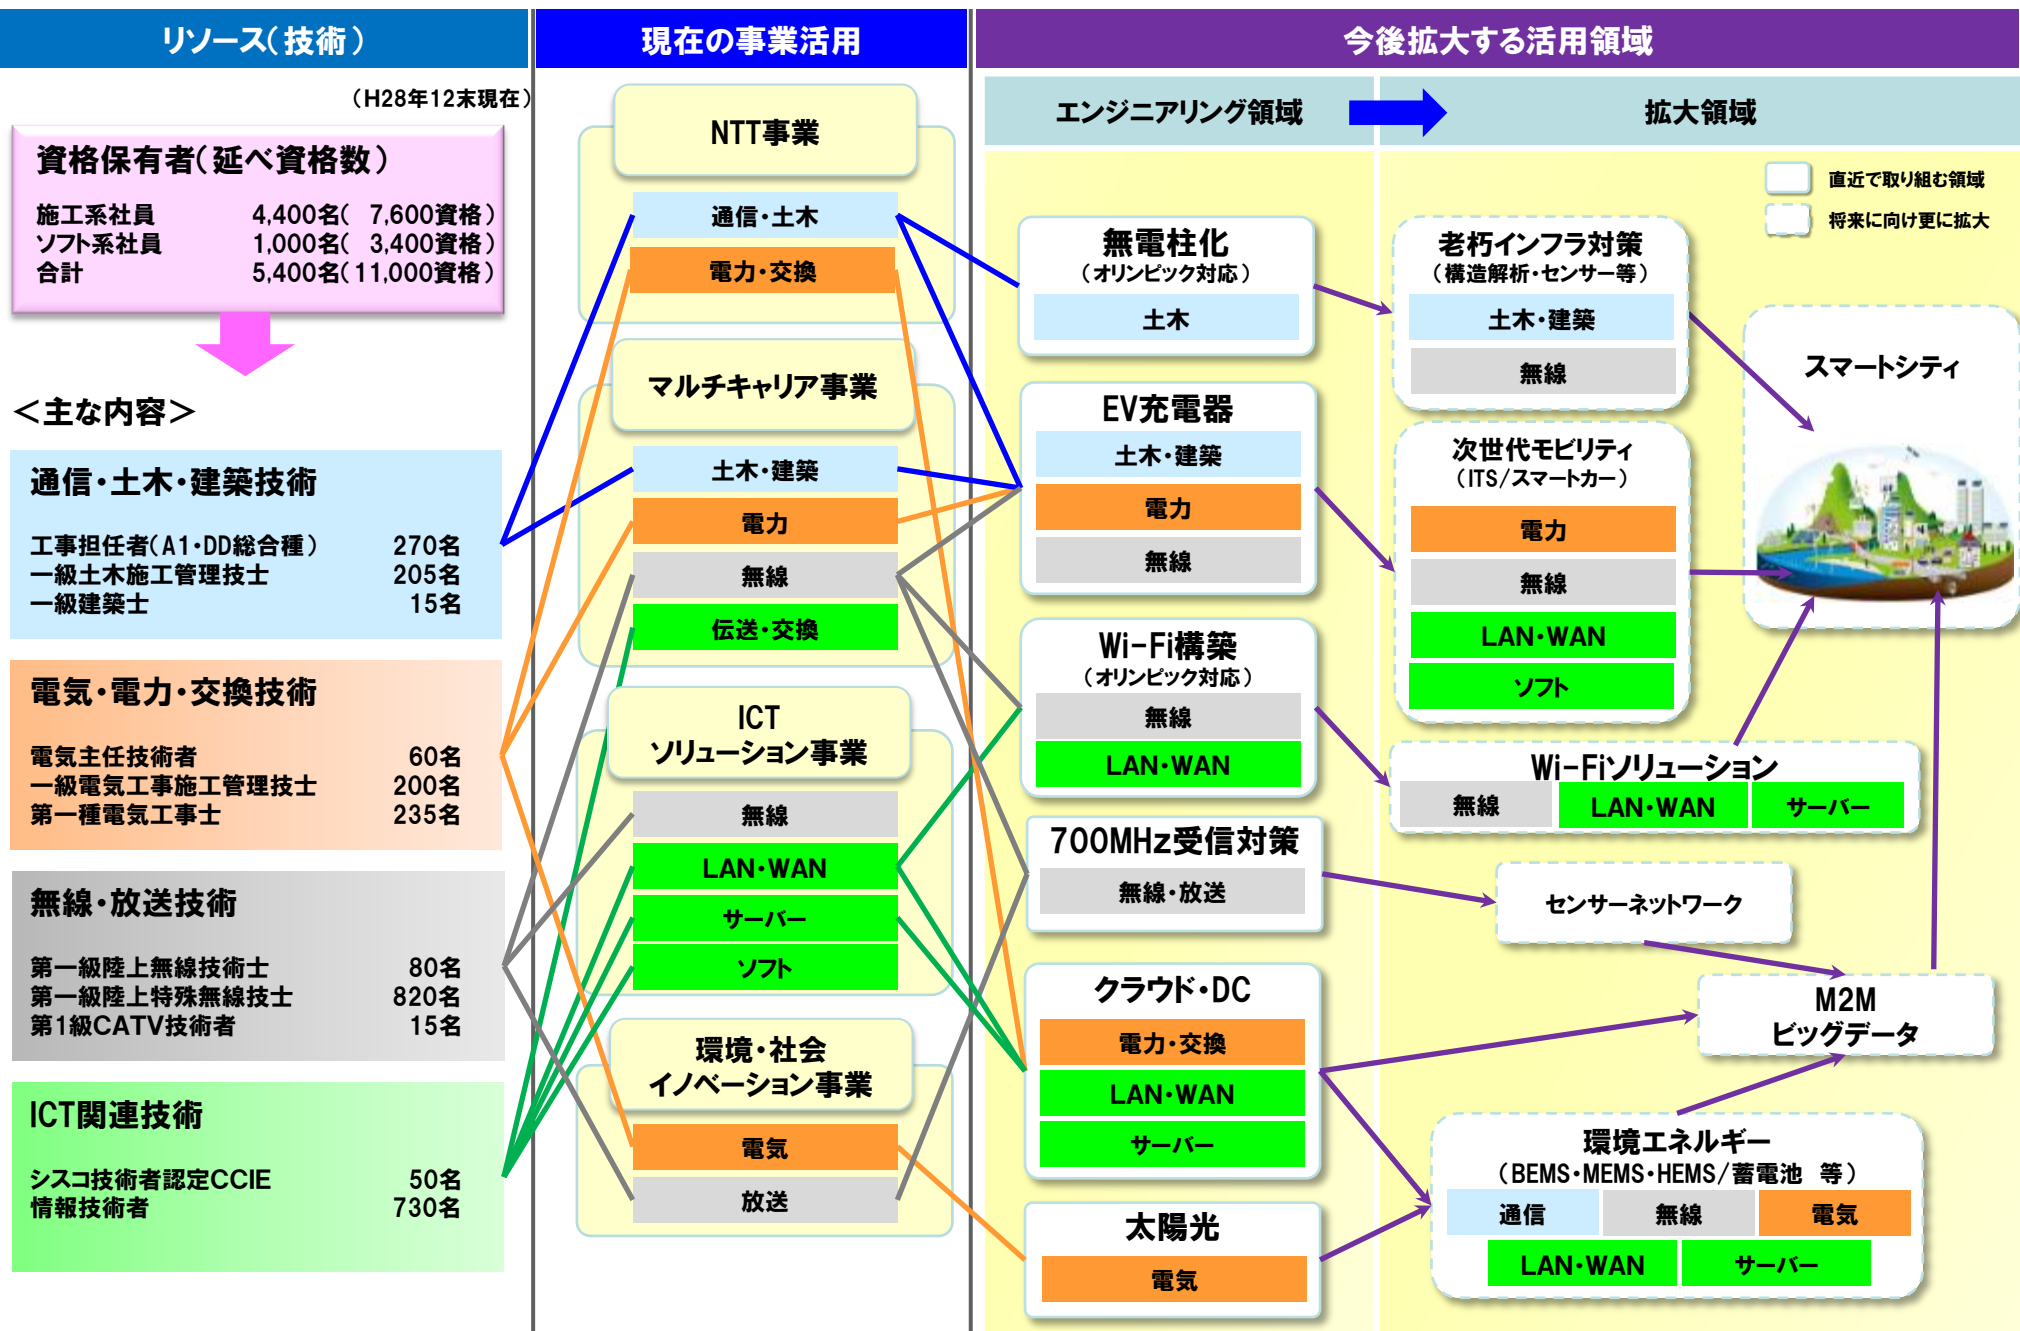 リソース(技術)
現在の事業活用
今後拡大する活用領域
(H28年12末現在)
資格保有者(延べ資格数)
施工系社員 4,400名( 7,600資格)
ソフト系社員 1,000名( 3,400資格)
合計 5,400名(11,000資格)
<主な内容>
通信・土木・建築技術
工事担任者(A1・DD総合種) 270名
一級土木施工管理技士 205名
一級建築士 15名
電気・電力・交換技術
電気主任技術者 60名
一級電気工事施工管理技士 200名
第一種電気工事士 235名
無線・放送技術
第一級陸上無線技術士 80名
第一級陸上特殊無線技士 820名
第1級CATV技術者 15名
ICT関連技術
シスコ技術者認定CCIE 50名
情報技術者 730名
NTT事業
通信・土木
電力・交換
マルチキャリア事業
土木・建築
電力
無線
伝送・交換
ICT
ソリューション事業
無線
LAN・WAN
サーバー
ソフト
環境・社会
イノベーション事業
電気
放送
エンジニアリング領域
拡大領域
直近で取り組む領域
将来に向け更に拡大
無電柱化
(オリンピック対応)
土木
EV充電器
土木・建築
電力
無線
Wi-Fi構築
(オリンピック対応)
無線
LAN・WAN
700MHz受信対策
無線・放送
クラウド・DC
電力・交換
LAN・WAN
サーバー
太陽光
電気
老朽インフラ対策
(構造解析・センサー等)
土木・建築
無線
次世代モビリティ
(ITS/スマートカー)
電力
無線
LAN・WAN
ソフト
Wi-Fiソリューション
無線 LAN・WAN サーバー
センサーネットワーク
M2M
ビッグデータ
環境エネルギー
(BEMS・MEMS・HEMS/蓄電池 等)
通信 無線 電気
LAN・WAN サーバー
スマートシティ